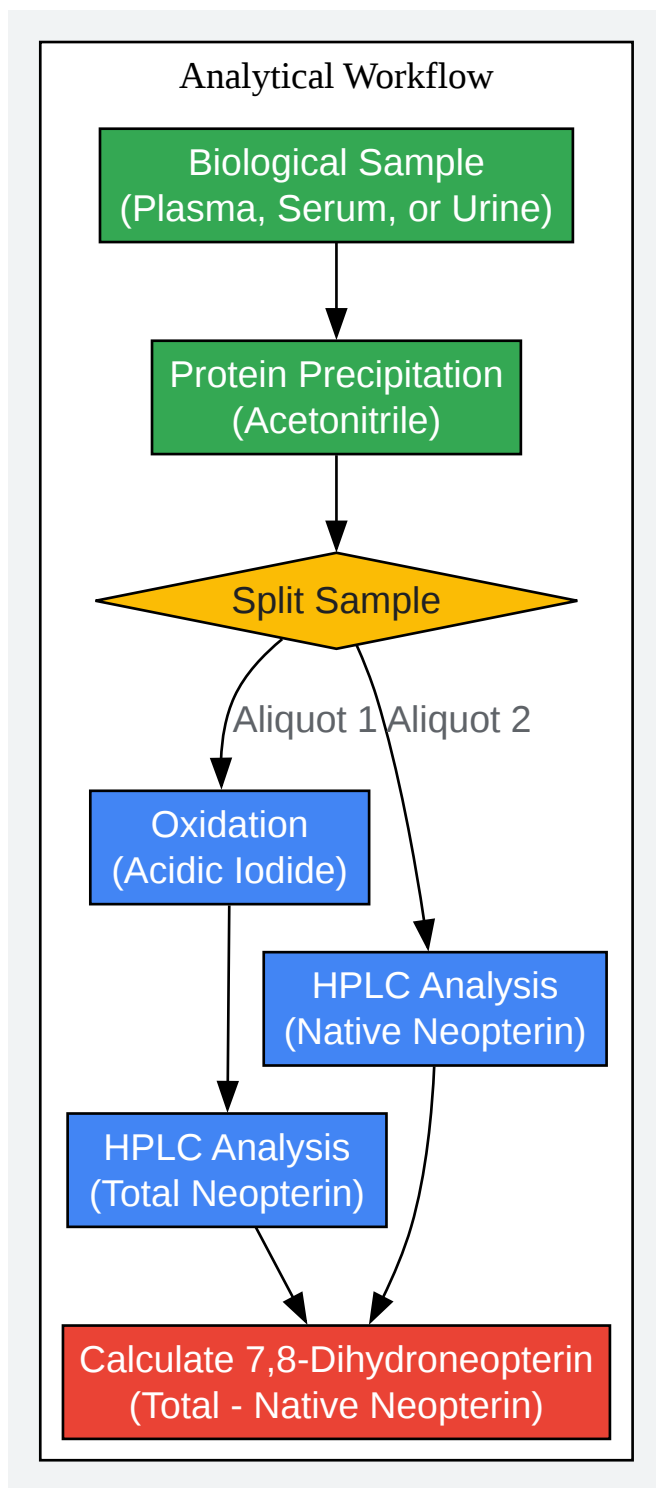 Analytical Workflow
Biological Sample
(Plasma, Serum, or Urine)
Protein Precipitation
(Acetonitrile)
Split Sample
Aliquot 1
Aliquot 2
Oxidation
(Acidic Iodide)
HPLC Analysis
(Native Neopterin)
HPLC Analysis
(Total Neopterin)
Calculate 7,8-Dihydroneopterin
(Total - Native Neopterin)